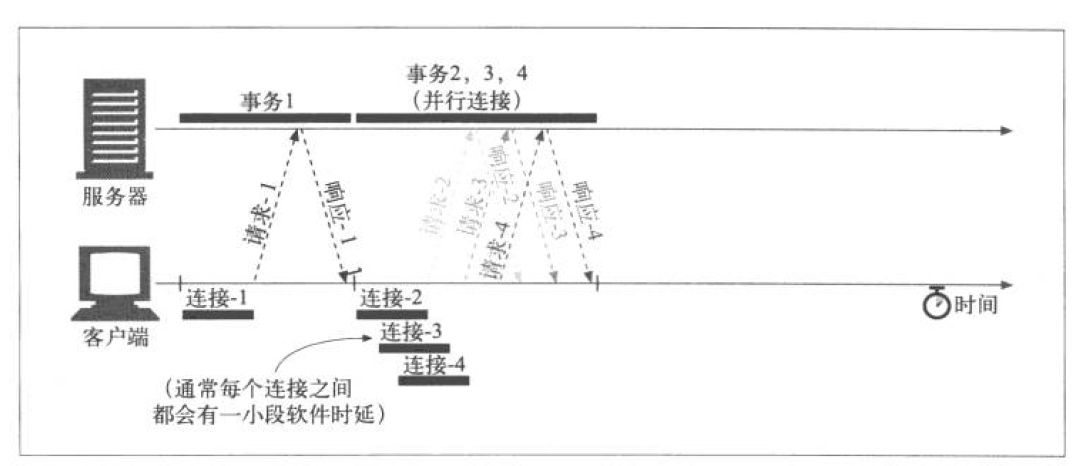 事务2，3，4
（并行连接）
事务1
服务器
请求-1
响应-1
请求-2
请求-3
请求-4
响应-2
响应-3
响应-4
连接-1
连接-2
连接-3
连接-4
时间
客户端
（通常每个连接之间
都会有一小段软件时延）